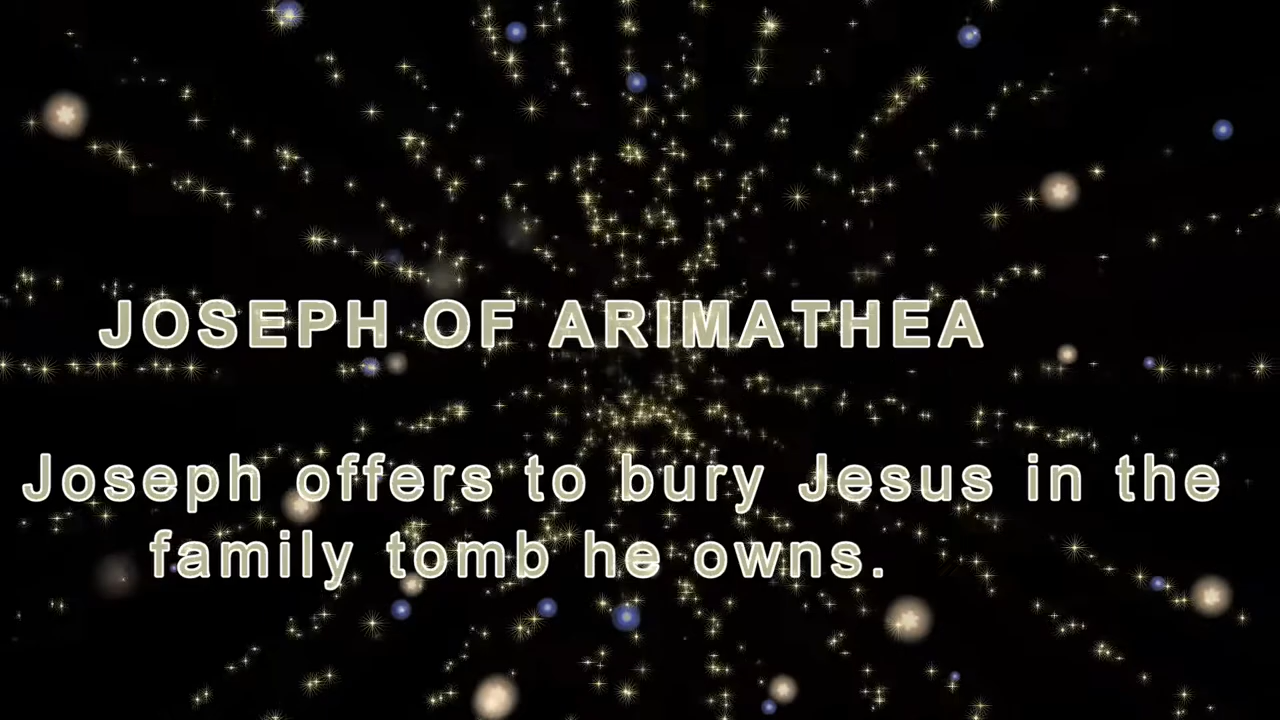 JOSEPH OF ARIMATHEA
Joseph offers to bury Jesus in the
family tomb he owns.